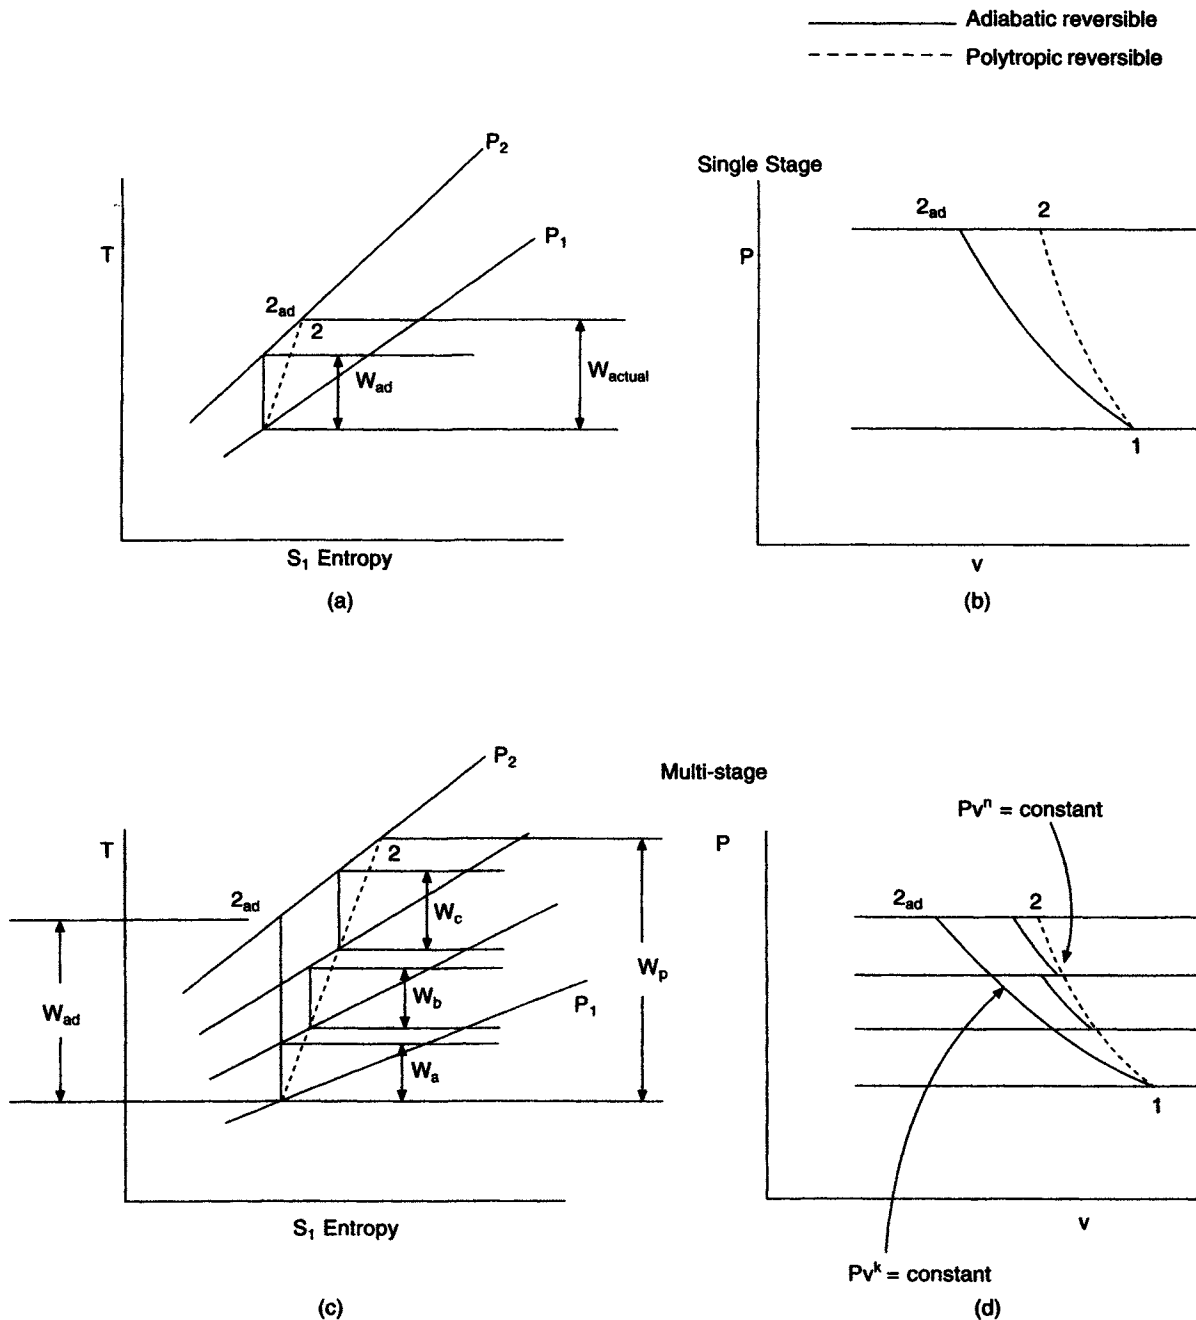 Adiabatic reversible
Polytropic reversible
P₂
Single Stage
2ad
2
T
P₁
P
2ad
2
Wad
Wactual
1
S₁ Entropy
v
(a)
(b)
P₂
Multi-stage
Pvⁿ = constant
T
P
2
2ad
2ad
2
Wc
Wp
Wb
P₁
Wad
Wa
1
S₁ Entropy
v
Pvᵏ = constant
(c)
(d)